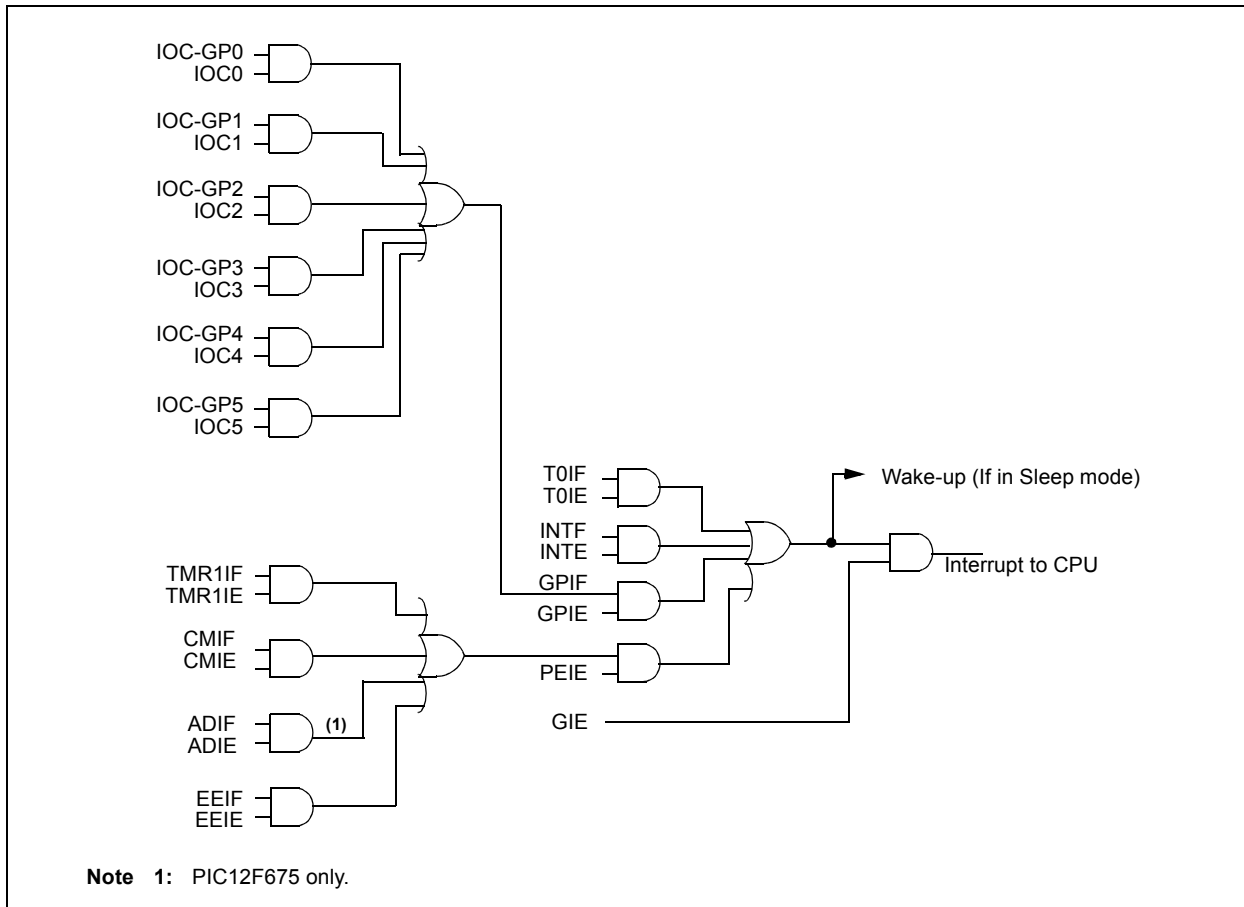 IOC-GP0
IOC0
IOC-GP1
IOC1
IOC-GP2
IOC2
IOC-GP3
IOC3
IOC-GP4
IOC4
IOC-GP5
IOC5
T0IF
T0IE
Wake-up (If in Sleep mode)
INTF
INTE
Interrupt to CPU
TMR1IF
TMR1IE
GPIF
GPIE
CMIF
CMIE
PEIE
ADIF
ADIE
(1)
GIE
EEIF
EEIE
Note 1: PIC12F675 only.